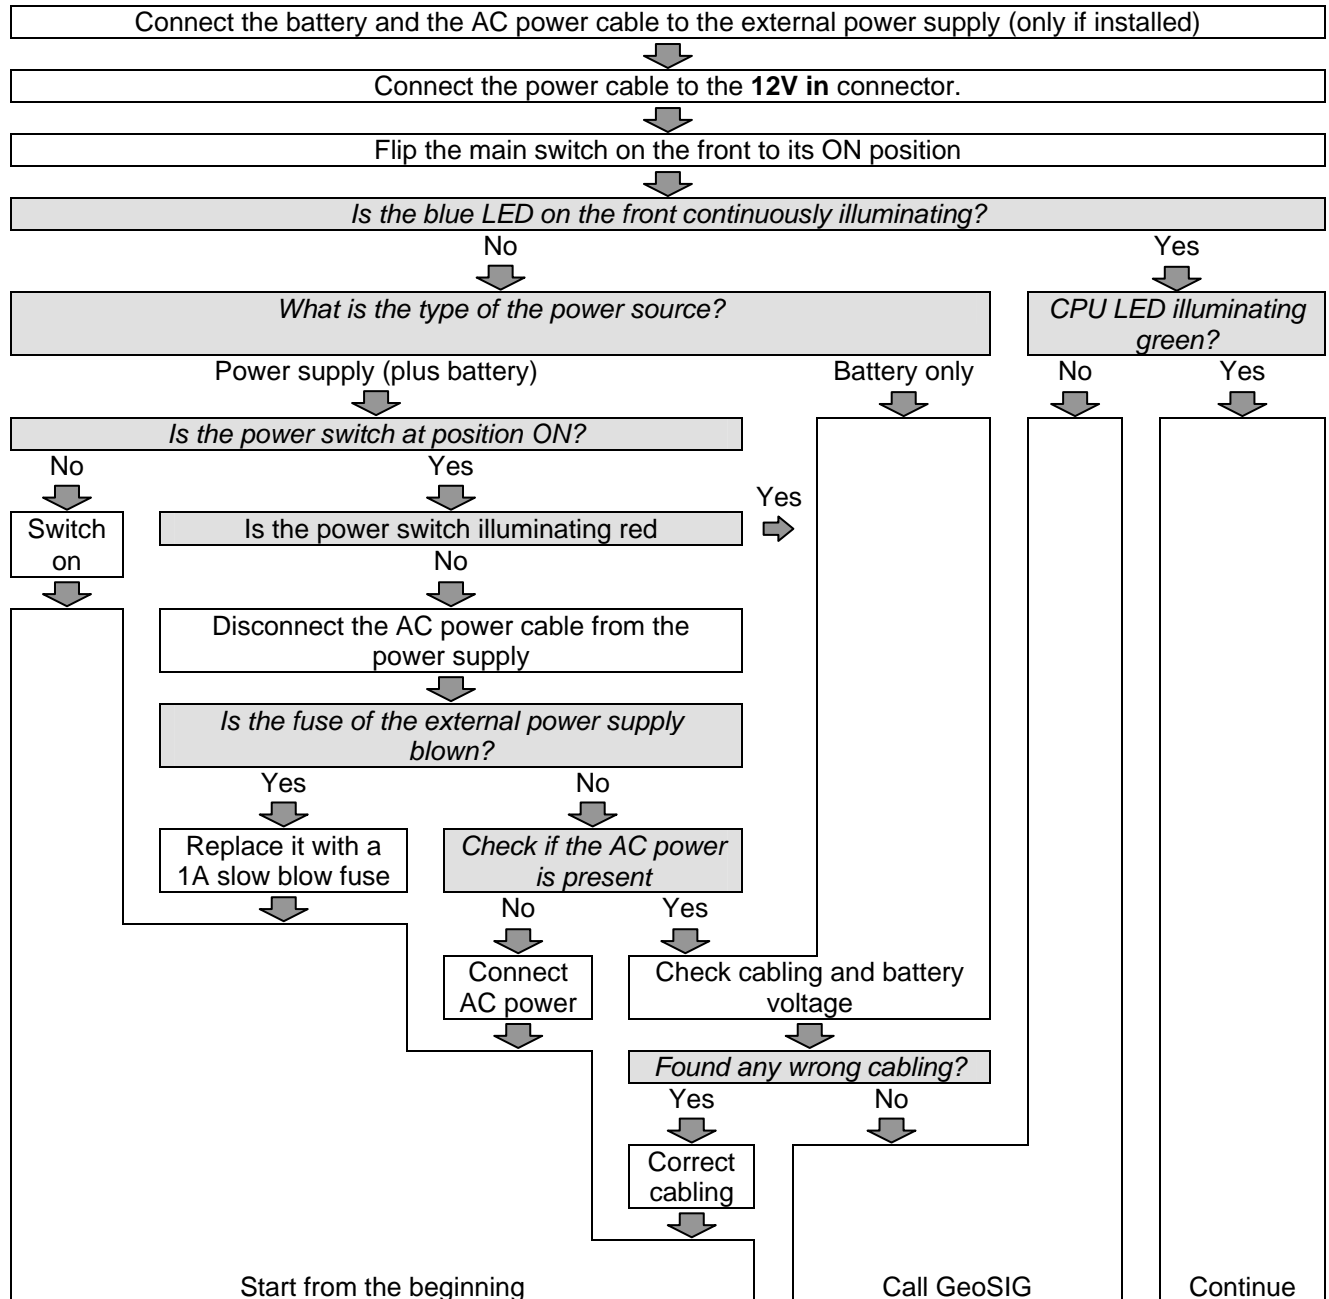 Connect the battery and the AC power cable to the external power supply (only if installed)
Connect the power cable to the 12V in connector.
Flip the main switch on the front to its ON position
Is the blue LED on the front continuously illuminating?
No
Yes
What is the type of the power source?
CPU LED illuminating
green?
Power supply (plus battery)
Battery only
No
Yes
Is the power switch at position ON?
No
Yes
Yes
Switch
on
Is the power switch illuminating red
No
Disconnect the AC power cable from the
power supply
Is the fuse of the external power supply
blown?
Yes
No
Replace it with a
1A slow blow fuse
Check if the AC power
is present
No
Yes
Connect
AC power
Check cabling and battery
voltage
Found any wrong cabling?
Yes
No
Correct
cabling
Start from the beginning
Call GeoSIG
Continue